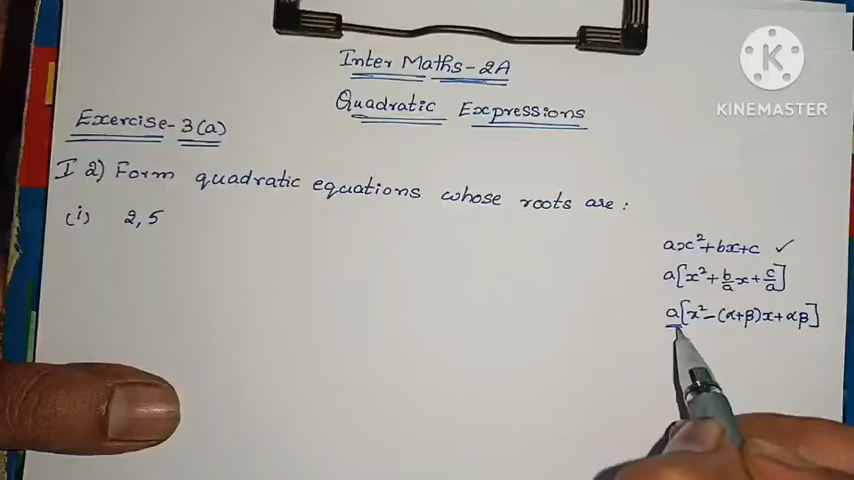 Inter Maths-2A
Quadratic Expressions
Exercise-3(a)
I 2) Form quadratic equations whose roots are :
(i) 2,5
ax²+bx+c ✓
a[x²+b/a x+c/a]
a[x²-(α+β)x+αβ]
K
KINEMASTER